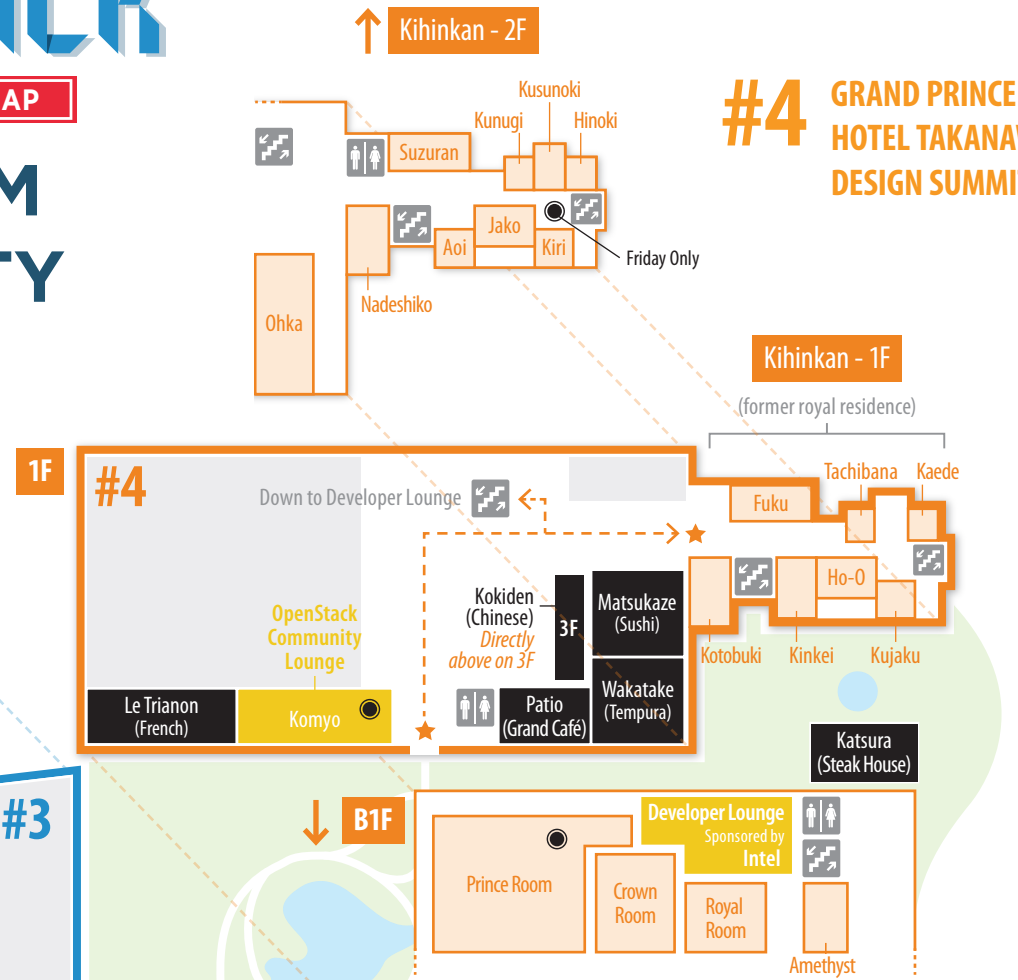 AP
M
TY
Kihinkan - 2F
#4
GRAND PRINCE
HOTEL TAKANAW
DESIGN SUMMIT
Kusunoki
Kunugi
Hinoki
Suzuran
Jako
Aoi
Kiri
Friday Only
Nadeshiko
Ohka
Kihinkan - 1F
(former royal residence)
1F
#4
Down to Developer Lounge
Tachibana
Kaede
Fuku
Ho-O
Kotobuki
Kinkei
Kujaku
Kokiden
(Chinese)
Directly
above on 3F
3F
Matsukaze
(Sushi)
OpenStack
Community
Lounge
Le Trianon
(French)
Komyo
Patio
(Grand Café)
Wakatake
(Tempura)
Katsura
(Steak House)
#3
B1F
Developer Lounge
Sponsored by
Intel
Prince Room
Crown
Room
Royal
Room
Amethyst